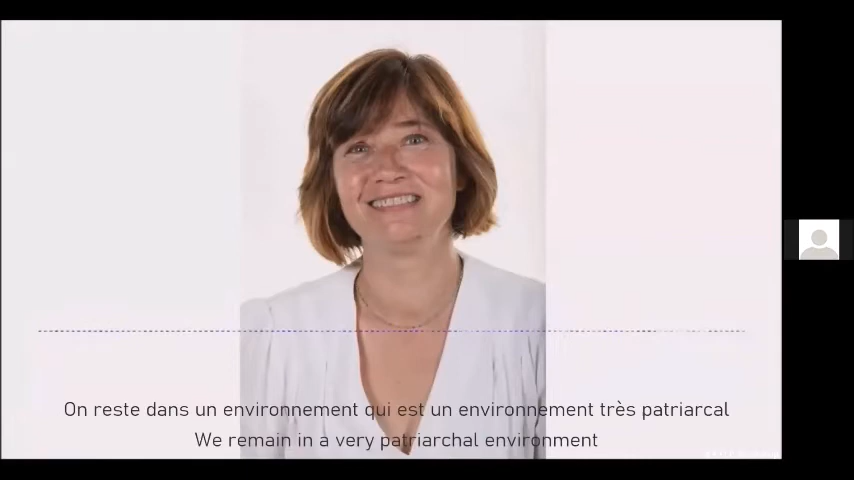 On reste dans un environnement qui est un environnement très patriarcal
We remain in a very patriarchal environment